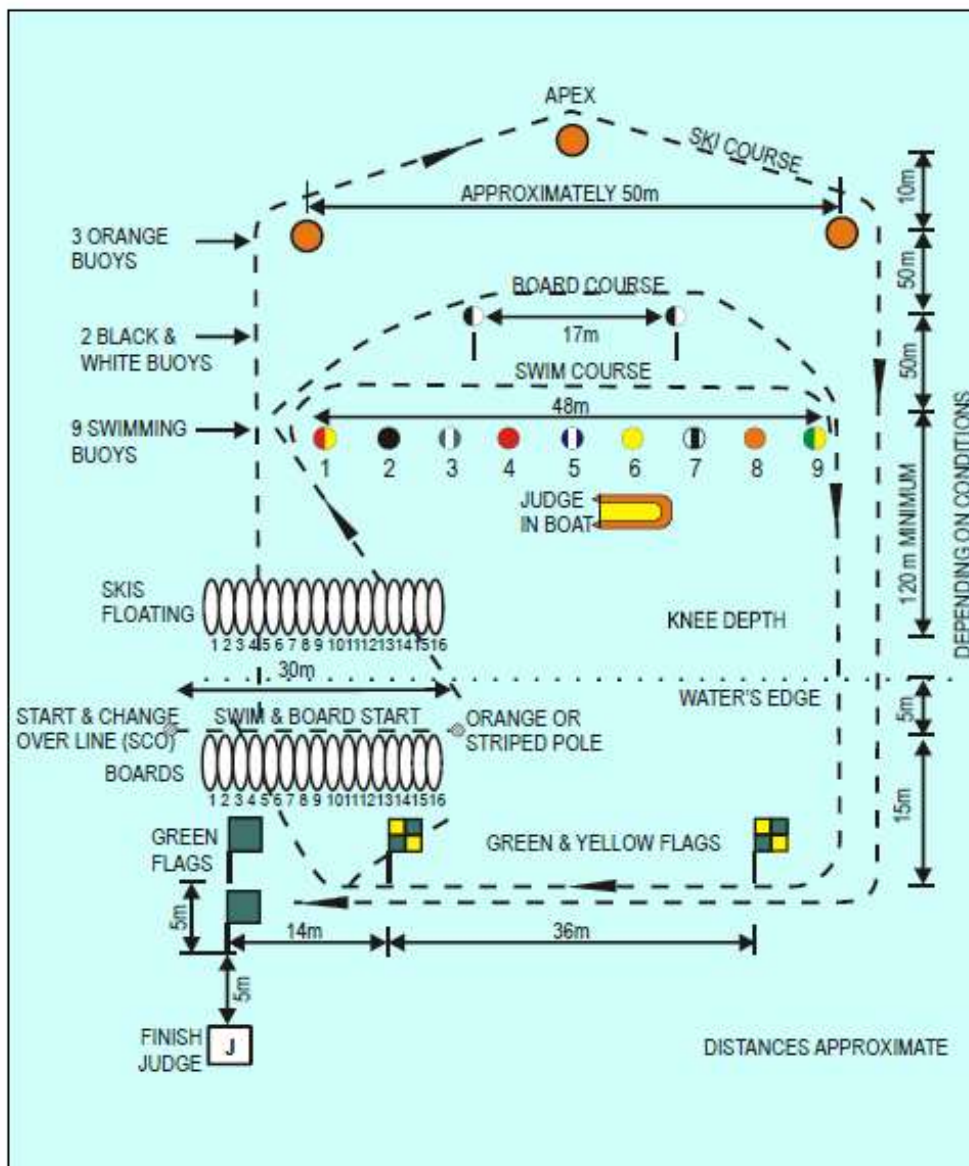 APEX
SKI COURSE
10m
APPROXIMATELY 50m
3 ORANGE
BUOYS
50m
BOARD COURSE
2 BLACK &
WHITE BUOYS
17m
50m
SWIM COURSE
48m
9 SWIMMING
BUOYS
1 2 3 4 5 6 7 8 9
JUDGE
IN BOAT
120 m MINIMUM
DEPENDING ON CONDITIONS
SKIS
FLOATING
KNEE DEPTH
1 2 3 4 5 6 7 8 9 10 11 12 13 14 15 16
30m
WATER'S EDGE
5m
START & CHANGE
OVER LINE (SCO)
SWIM & BOARD START
ORANGE OR
STRIPED POLE
BOARDS
1 2 3 4 5 6 7 8 9 10 11 12 13 14 15 16
15m
GREEN
FLAGS
GREEN & YELLOW FLAGS
5m
14m
36m
5m
FINISH
JUDGE
J
DISTANCES APPROXIMATE